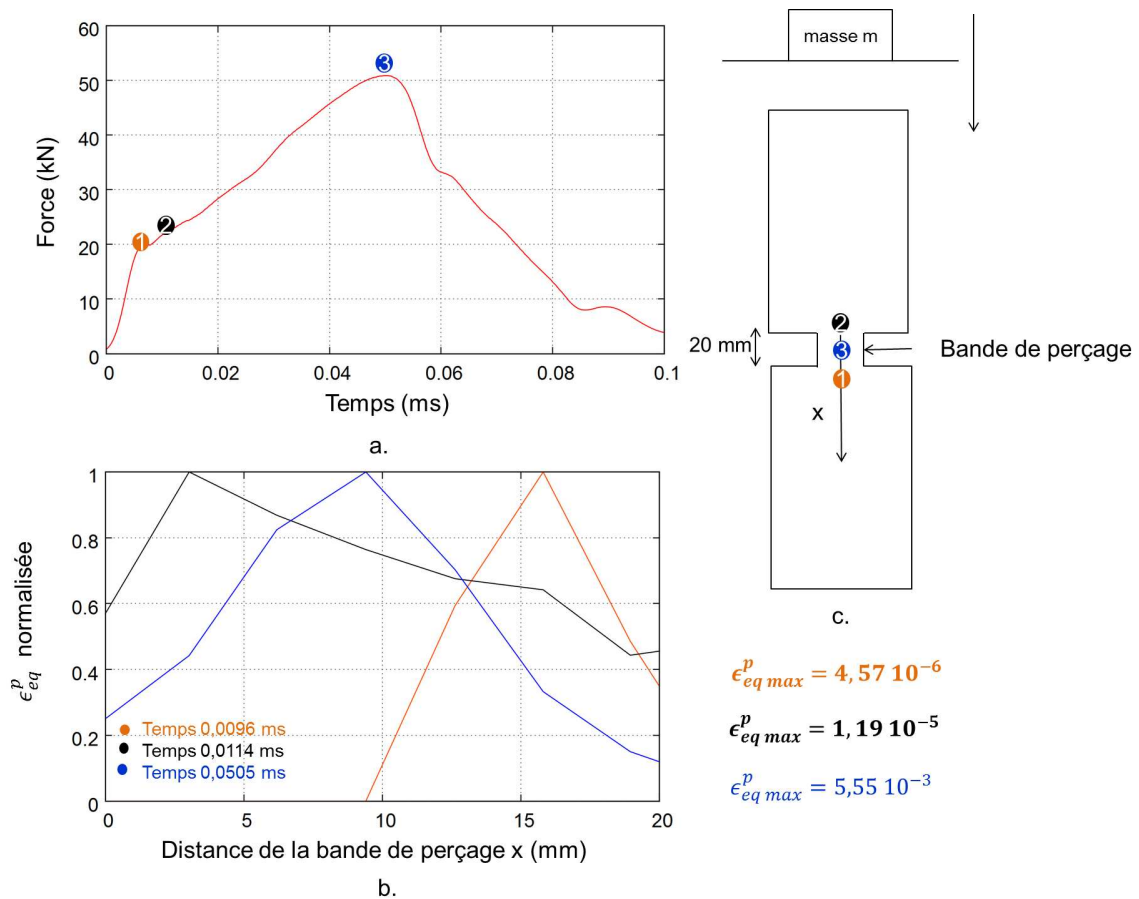 60
50
40
30
20
10
0
Force (kN)
0
0.02
0.04
0.06
0.08
0.1
Temps (ms)
1
2
3
a.
1
0.8
0.6
0.4
0.2
0
ϵ^p_eq normalisée
Temps 0,0096 ms
Temps 0,0114 ms
Temps 0,0505 ms
0
5
10
15
20
Distance de la bande de perçage x (mm)
b.
masse m
20 mm
2
3
1
Bande de perçage
x
c.
ϵ^p_eq max = 4,57 10^-6
ϵ^p_eq max = 1,19 10^-5
ϵ^p_eq max = 5,55 10^-3